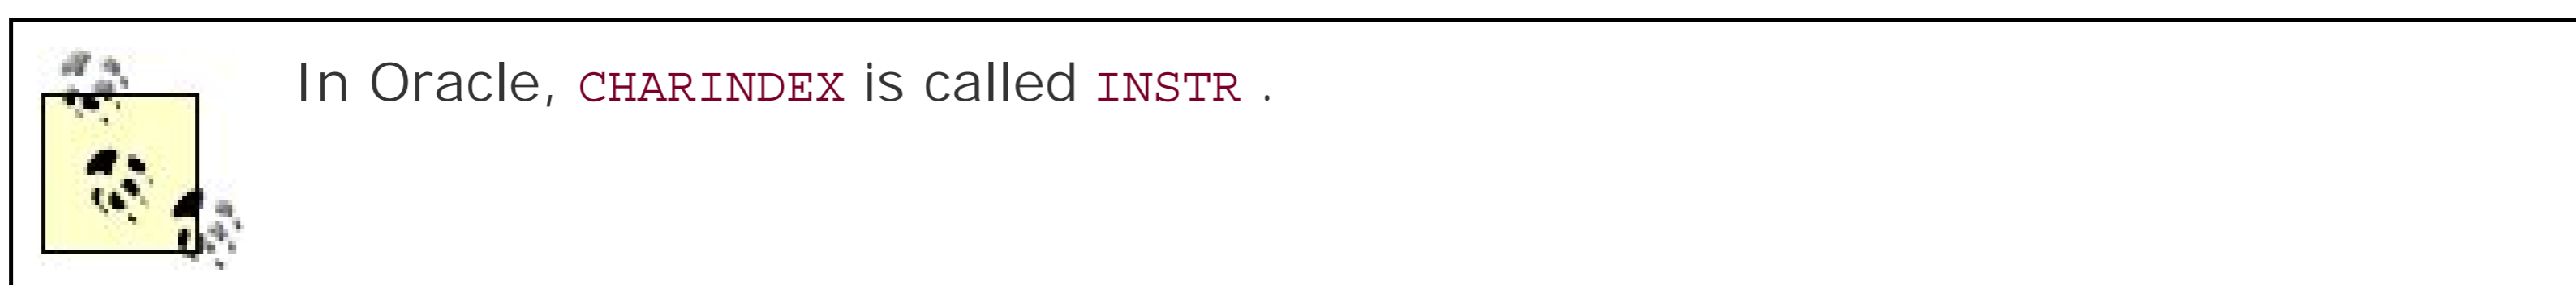 In Oracle, CHARINDEX is called INSTR .